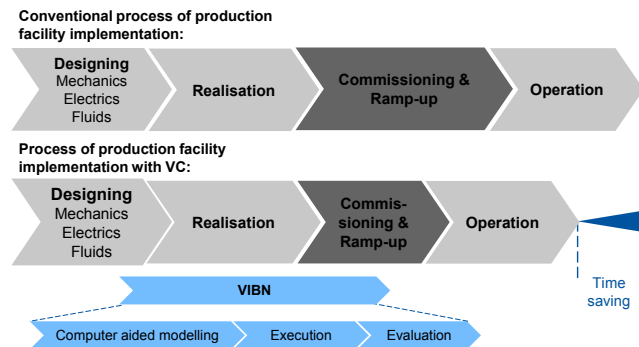 Conventional process of production
facility implementation:
Designing
Mechanics
Electrics
Fluids
Realisation
Commissioning &
Ramp-up
Operation
Process of production facility
implementation with VC:
Designing
Mechanics
Electrics
Fluids
Realisation
Commis-
sioning &
Ramp-up
Operation
Time
saving
VIBN
Computer aided modelling
Execution
Evaluation